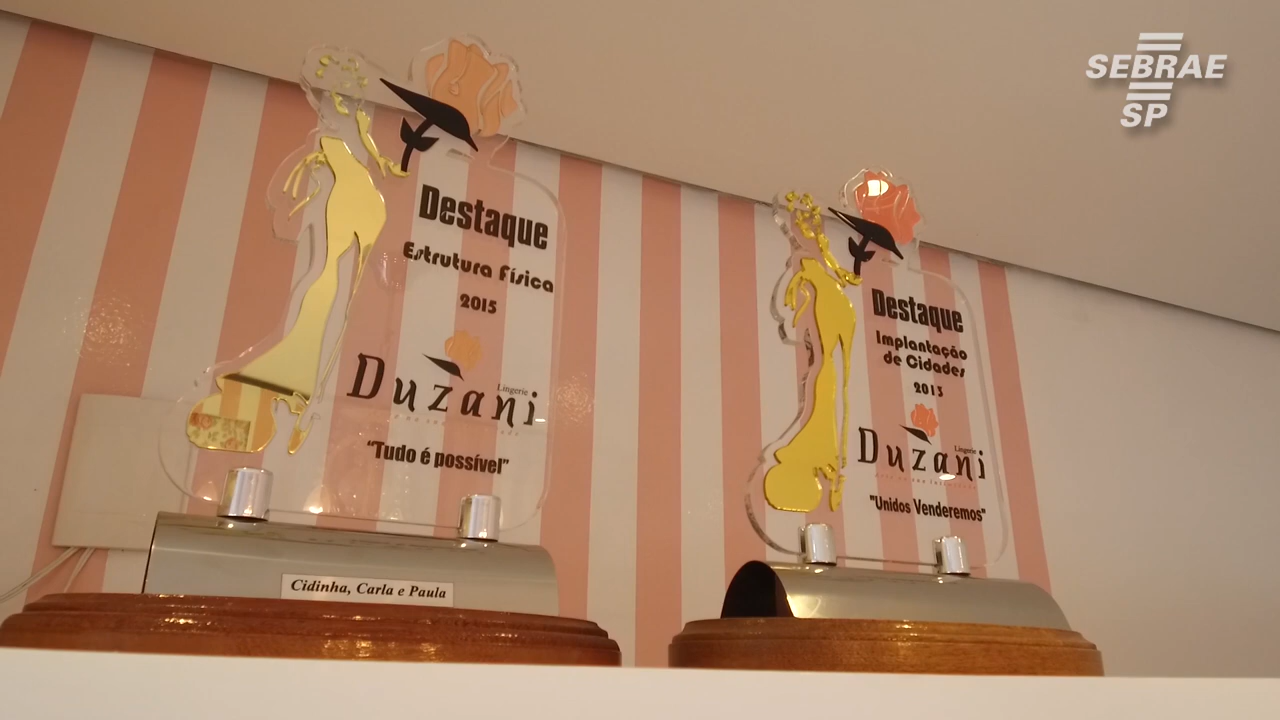 SEBRAE
SP
Destaque
Estrutura Física
2015
Duzani
Lingerie
“Tudo é possível”
Cidinha, Carla e Paula
Destaque
Implantação
de Cidades
2013
Duzani
Lingerie
"Unidos Venderemos"